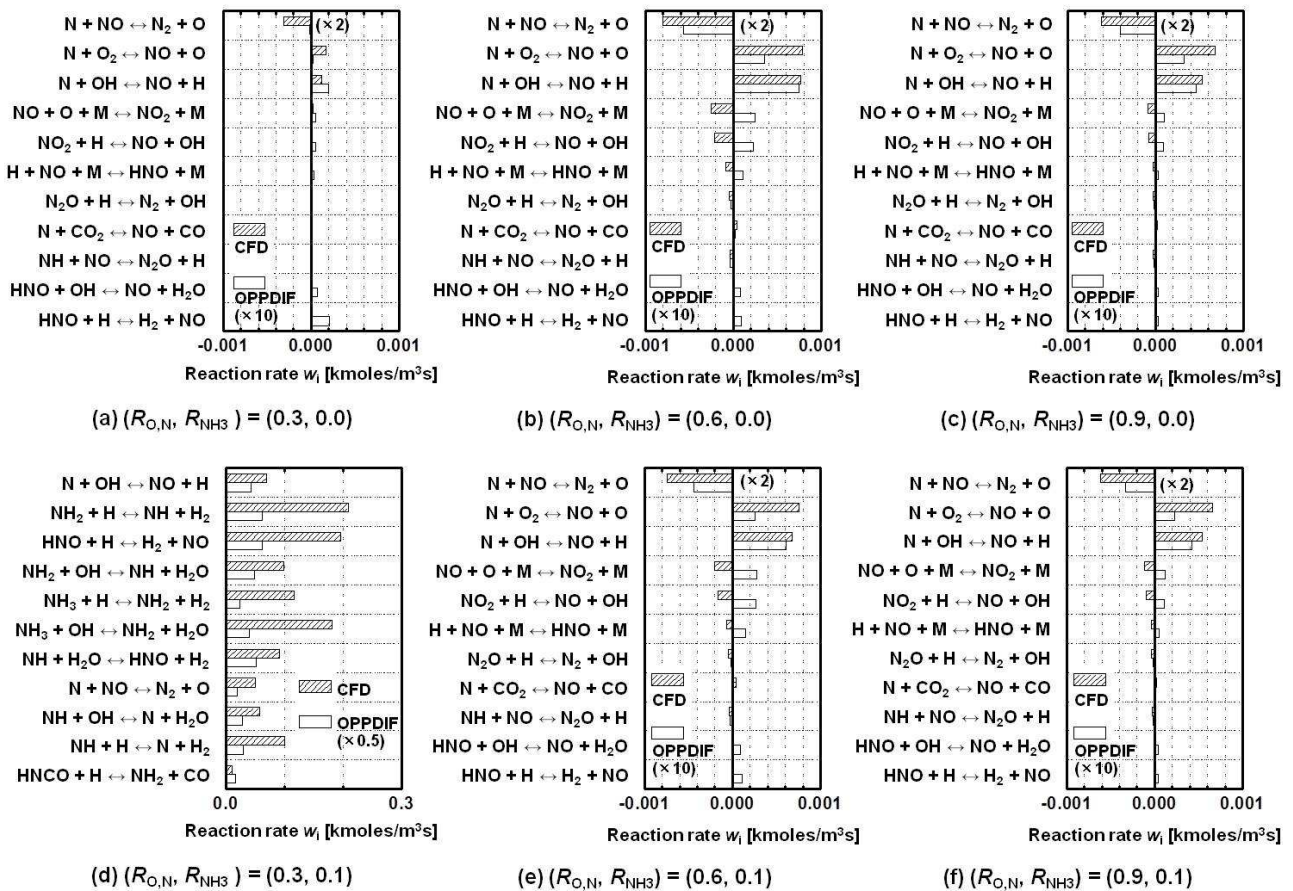 N + NO ↔ N₂ + O
N + O₂ ↔ NO + O
N + OH ↔ NO + H
NO + O + M ↔ NO₂ + M
NO₂ + H ↔ NO + OH
H + NO + M ↔ HNO + M
N₂O + H ↔ N₂ + OH
N + CO₂ ↔ NO + CO
NH + NO ↔ N₂O + H
HNO + OH ↔ NO + H₂O
HNO + H ↔ H₂ + NO
(×2)
CFD
OPPDIF
(×10)
-0.001 0.000 0.001
Reaction rate wᵢ [kmoles/m³s]
(a) (R_O,N, R_NH3 ) = (0.3, 0.0)
N + NO ↔ N₂ + O
N + O₂ ↔ NO + O
N + OH ↔ NO + H
NO + O + M ↔ NO₂ + M
NO₂ + H ↔ NO + OH
H + NO + M ↔ HNO + M
N₂O + H ↔ N₂ + OH
N + CO₂ ↔ NO + CO
NH + NO ↔ N₂O + H
HNO + OH ↔ NO + H₂O
HNO + H ↔ H₂ + NO
(×2)
CFD
OPPDIF
(×10)
-0.001 0.000 0.001
Reaction rate wᵢ [kmoles/m³s]
(b) (R_O,N, R_NH3) = (0.6, 0.0)
N + NO ↔ N₂ + O
N + O₂ ↔ NO + O
N + OH ↔ NO + H
NO + O + M ↔ NO₂ + M
NO₂ + H ↔ NO + OH
H + NO + M ↔ HNO + M
N₂O + H ↔ N₂ + OH
N + CO₂ ↔ NO + CO
NH + NO ↔ N₂O + H
HNO + OH ↔ NO + H₂O
HNO + H ↔ H₂ + NO
(×2)
CFD
OPPDIF
(×10)
-0.001 0.000 0.001
Reaction rate wᵢ [kmoles/m³s]
(c) (R_O,N, R_NH3) = (0.9, 0.0)
N + OH ↔ NO + H
NH₂ + H ↔ NH + H₂
HNO + H ↔ H₂ + NO
NH₂ + OH ↔ NH + H₂O
NH₃ + H ↔ NH₂ + H₂
NH₃ + OH ↔ NH₂ + H₂O
NH + H₂O ↔ HNO + H₂
N + NO ↔ N₂ + O
NH + OH ↔ N + H₂O
NH + H ↔ N + H₂
HNCO + H ↔ NH₂ + CO
CFD
OPPDIF
(×0.5)
0.0 0.3
Reaction rate wᵢ [kmoles/m³s]
(d) (R_O,N, R_NH3 ) = (0.3, 0.1)
N + NO ↔ N₂ + O
N + O₂ ↔ NO + O
N + OH ↔ NO + H
NO + O + M ↔ NO₂ + M
NO₂ + H ↔ NO + OH
H + NO + M ↔ HNO + M
N₂O + H ↔ N₂ + OH
N + CO₂ ↔ NO + CO
NH + NO ↔ N₂O + H
HNO + OH ↔ NO + H₂O
HNO + H ↔ H₂ + NO
(×2)
CFD
OPPDIF
(×10)
-0.001 0.000 0.001
Reaction rate wᵢ [kmoles/m³s]
(e) (R_O,N, R_NH3) = (0.6, 0.1)
N + NO ↔ N₂ + O
N + O₂ ↔ NO + O
N + OH ↔ NO + H
NO + O + M ↔ NO₂ + M
NO₂ + H ↔ NO + OH
H + NO + M ↔ HNO + M
N₂O + H ↔ N₂ + OH
N + CO₂ ↔ NO + CO
NH + NO ↔ N₂O + H
HNO + OH ↔ NO + H₂O
HNO + H ↔ H₂ + NO
(×2)
CFD
OPPDIF
(×10)
-0.001 0.000 0.001
Reaction rate wᵢ [kmoles/m³s]
(f) (R_O,N, R_NH3) = (0.9, 0.1)